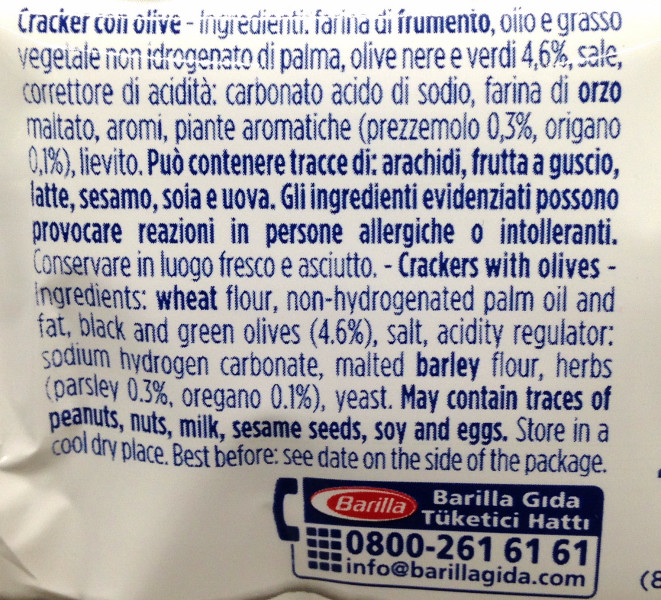 Cracker con olive - Ingredienti: farina di frumento, olio e grasso
vegetale non idrogenato di palma, olive nere e verdi 4,6%, sale,
correttore di acidità: carbonato acido di sodio, farina di orzo
maltato, aromi, piante aromatiche (prezzemolo 0,3%, origano
0,1%), lievito. Può contenere tracce di: arachidi, frutta a guscio,
latte, sesamo, soia e uova. Gli ingredienti evidenziati possono
provocare reazioni in persone allergiche o intolleranti.
Conservare in luogo fresco e asciutto. - Crackers with olives -
Ingredients: wheat flour, non-hydrogenated palm oil and
fat, black and green olives (4.6%), salt, acidity regulator:
sodium hydrogen carbonate, malted barley flour, herbs
(parsley 0.3%, oregano 0.1%), yeast. May contain traces of
peanuts, nuts, milk, sesame seeds, soy and eggs. Store in a
cool dry place. Best before: see date on the side of the package.
Barilla
Barilla Gıda
Tüketici Hattı
0800-261 61 61
info@barillagida.com
(8